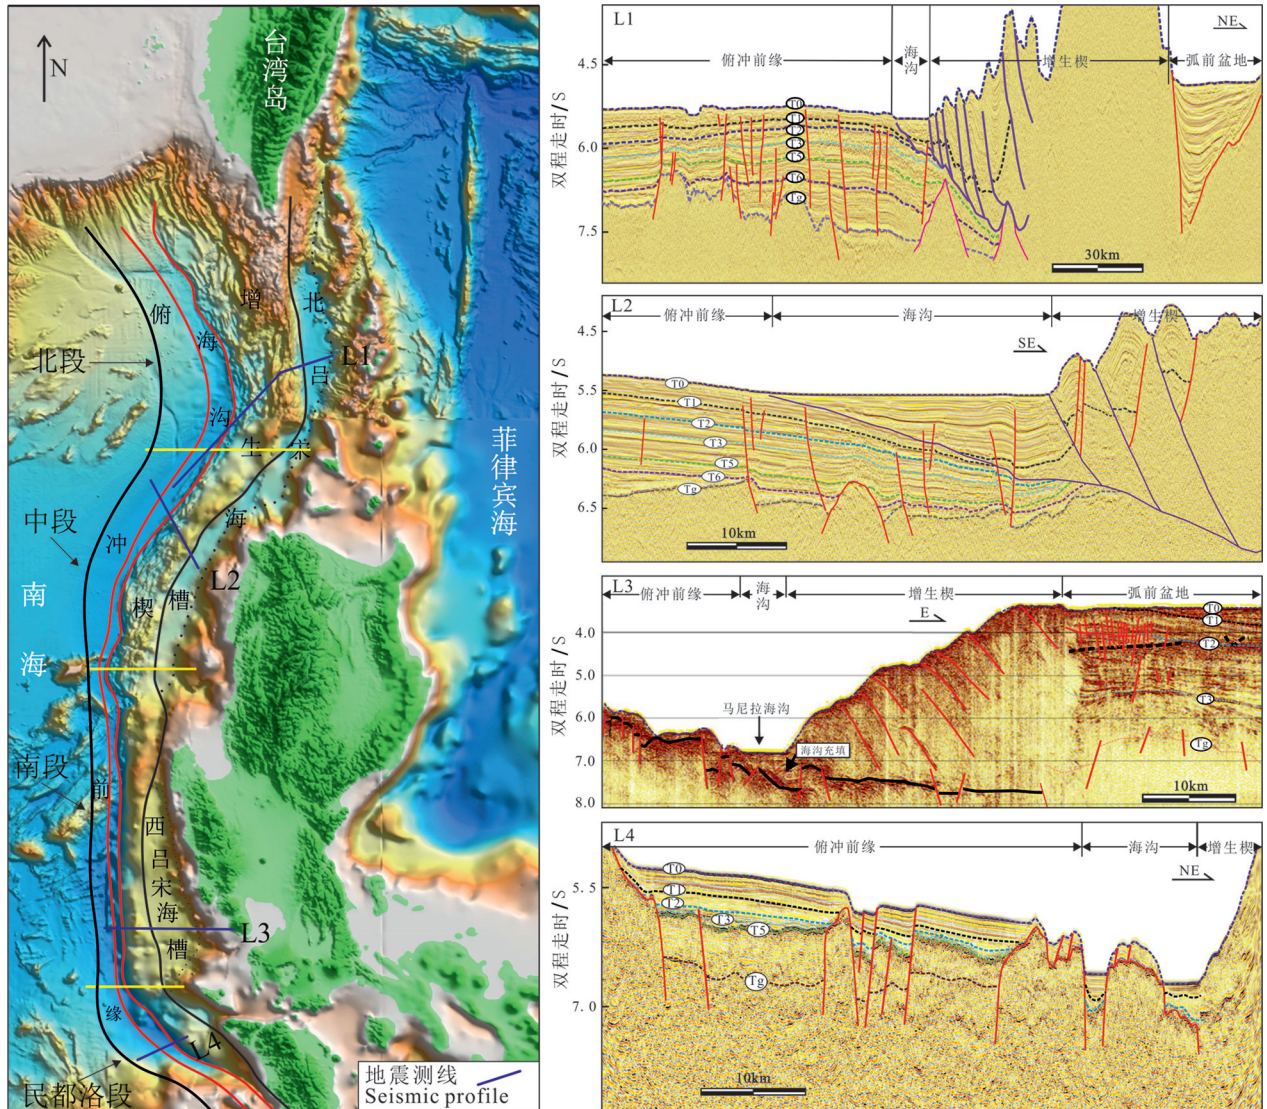 N
台湾岛
俯
海
增
北
北段
L1
吕
沟
生
宋
菲律宾海
中段
冲
海
L2
楔
槽
南
海
南段
前
西吕宋海槽
L3
缘
L4
民都洛段
地震测线
Seismic profile
L1
NE
俯冲前缘
海沟
增生楔
弧前盆地
双程走时/S
4.5
6.0
7.5
T0
T1
T2
T3
T5
T6
Tg
30km
L2
俯冲前缘
海沟
增生楔
SE
双程走时/S
4.5
5.5
6.0
6.5
T0
T1
T2
T3
T5
T6
Tg
10km
L3
俯冲前缘
海沟
增生楔
弧前盆地
E
双程走时/S
4.0
5.0
6.0
7.0
8.0
马尼拉海沟
海沟充填
T0
T1
T2
T3
Tg
10km
L4
俯冲前缘
海沟
增生楔
NE
双程走时/S
5.5
7.0
T0
T1
T2
T3
T5
Tg
10km